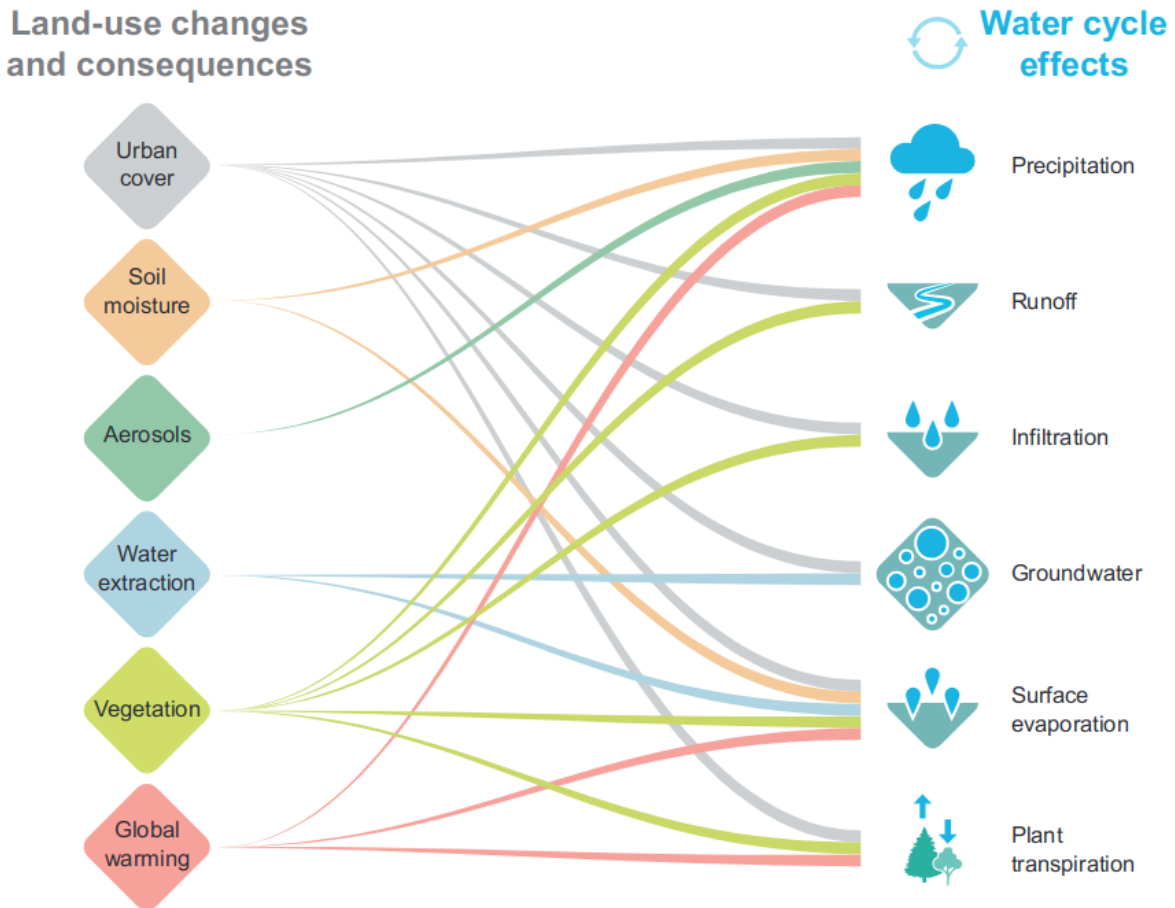 Land-use changes
and consequences
Water cycle
effects
Urban
cover
Soil
moisture
Aerosols
Water
extraction
Vegetation
Global
warming
Precipitation
Runoff
Infiltration
Groundwater
Surface
evaporation
Plant
transpiration